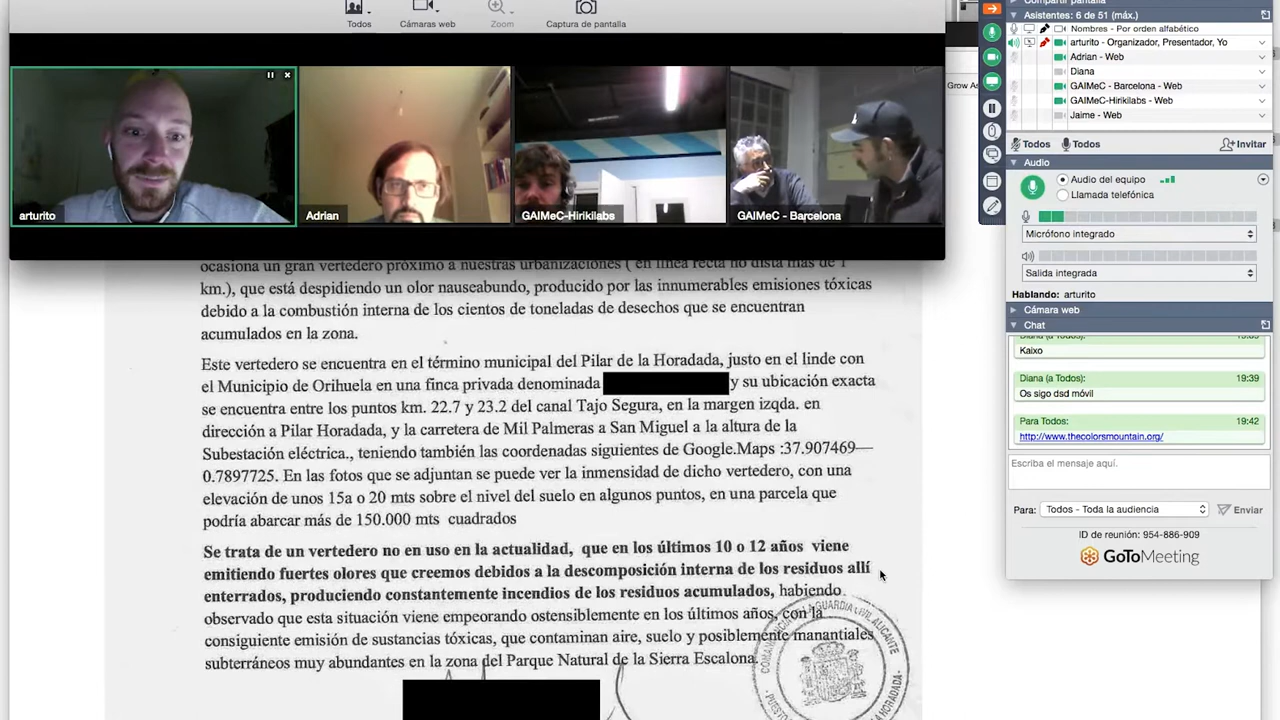 Compartir pantalla
Todos
Cámaras web
Zoom
Captura de pantalla
Asistentes: 6 de 51 (máx.)
Nombres - Por orden alfabético
arturito - Organizador, Presentador, Yo
Adrian - Web
Diana
GAIMeC - Barcelona - Web
GAIMeC-Hirikilabs - Web
Jaime - Web
Grow As
Todos
Todos
Invitar
Audio
Audio del equipo
Llamada telefónica
Micrófono integrado
Salida integrada
Hablando: arturito
Cámara web
Chat
Diana (a Todos):
Kaixo
Diana (a Todos): 19:39
Os sigo dsd móvil
Para Todos: 19:42
http://www.thecolorsmountain.org/
Escriba el mensaje aquí.
Para: Todos - Toda la audiencia
Enviar
ID de reunión: 954-886-909
GoToMeeting
arturito
Adrian
GAIMeC-Hirikilabs
GAIMeC - Barcelona
ocasiona un gran vertedero próximo a nuestras urbanizaciones ( en línea recta no dista más de 1
km.), que está despidiendo un olor nauseabundo, producido por las innumerables emisiones tóxicas
debido a la combustión interna de los cientos de toneladas de desechos que se encuentran
acumulados en la zona.
Este vertedero se encuentra en el término municipal del Pilar de la Horadada, justo en el linde con
el Municipio de Orihuela en una finca privada denominada y su ubicación exacta
se encuentra entre los puntos km. 22.7 y 23.2 del canal Tajo Segura, en la margen izqda. en
dirección a Pilar Horadada, y la carretera de Mil Palmeras a San Miguel a la altura de la
Subestación eléctrica., teniendo también las coordenadas siguientes de Google.Maps :37.907469—
0.7897725. En las fotos que se adjuntan se puede ver la inmensidad de dicho vertedero, con una
elevación de unos 15a o 20 mts sobre el nivel del suelo en algunos puntos, en una parcela que
podría abarcar más de 150.000 mts cuadrados
Se trata de un vertedero no en uso en la actualidad, que en los últimos 10 o 12 años viene
emitiendo fuertes olores que creemos debidos a la descomposición interna de los residuos allí
enterrados, produciendo constantemente incendios de los residuos acumulados, habiendo
observado que esta situación viene empeorando ostensiblemente en los últimos años, con la
consiguiente emisión de sustancias tóxicas, que contaminan aire, suelo y posiblemente manantiales
subterráneos muy abundantes en la zona del Parque Natural de la Sierra Escalona.
GUARDIA CIVIL ALICANTE
HORADADA